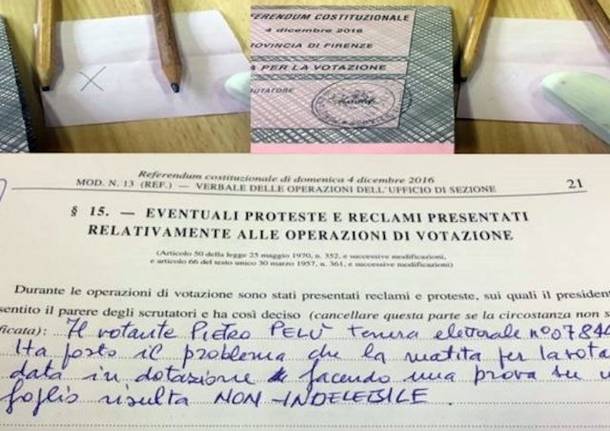 FERENDUM COSTITUZIONALE
4 dicembre 2016
ROVINCIA DI FIRENZE
A PER LA VOTAZIONE
Referendum costituzionale di domenica 4 dicembre 2016
MOD. N. 13 (REF.) — VERBALE DELLE OPERAZIONI DELL'UFFICIO DI SEZIONE
21
§ 15. — EVENTUALI PROTESTE E RECLAMI PRESENTATI
RELATIVAMENTE ALLE OPERAZIONI DI VOTAZIONE
(Articolo 50 della legge 25 maggio 1970, n. 352, e successive modificazioni,
e articolo 66 del testo unico 30 marzo 1957, n. 361, e successive modificazioni)
Durante le operazioni di votazione sono stati presentati reclami e proteste, sui quali il president
sentito il parere degli scrutatori e ha così deciso (cancellare questa parte se la circostanza non s
ficata): Il votante PIETRO PELÙ Tessera elettorale n° 07844
Ha posto il problema che la matita per la vota
data in dotazione facendo una prova su u
foglio risulta NON-INDELEBILE.